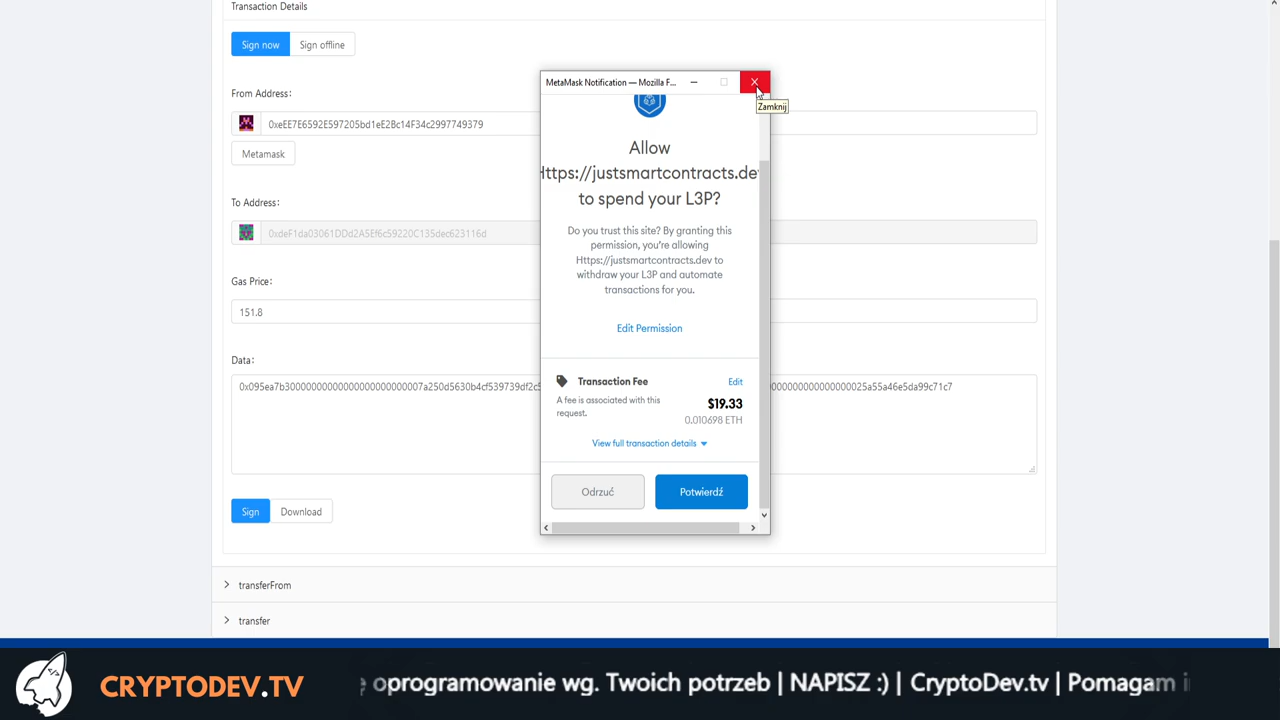 Transaction Details
Sign now
Sign offline
From Address:
0xeEE7E6592E597205bd1eE2Bc14F34c2997749379
Metamask
To Address:
0xdeF1da03061DDd2A5Ef6c59220C135dec623116d
Gas Price:
151.8
Data:
Sign
Download
transferFrom
transfer
MetaMask Notification — Mozilla F...
Zamknij
Allow
Https://justsmartcontracts.dev
to spend your L3P?
Do you trust this site? By granting this
permission, you're allowing
Https://justsmartcontracts.dev to
withdraw your L3P and automate
transactions for you.
Edit Permission
Transaction Fee
Edit
A fee is associated with this
request.
$19.33
0.010698 ETH
View full transaction details
Odrzuć
Potwierdź
CRYPTODEV.TV
oprogramowanie wg. Twoich potrzeb | NAPISZ :) | CryptoDev.tv | Pomagam